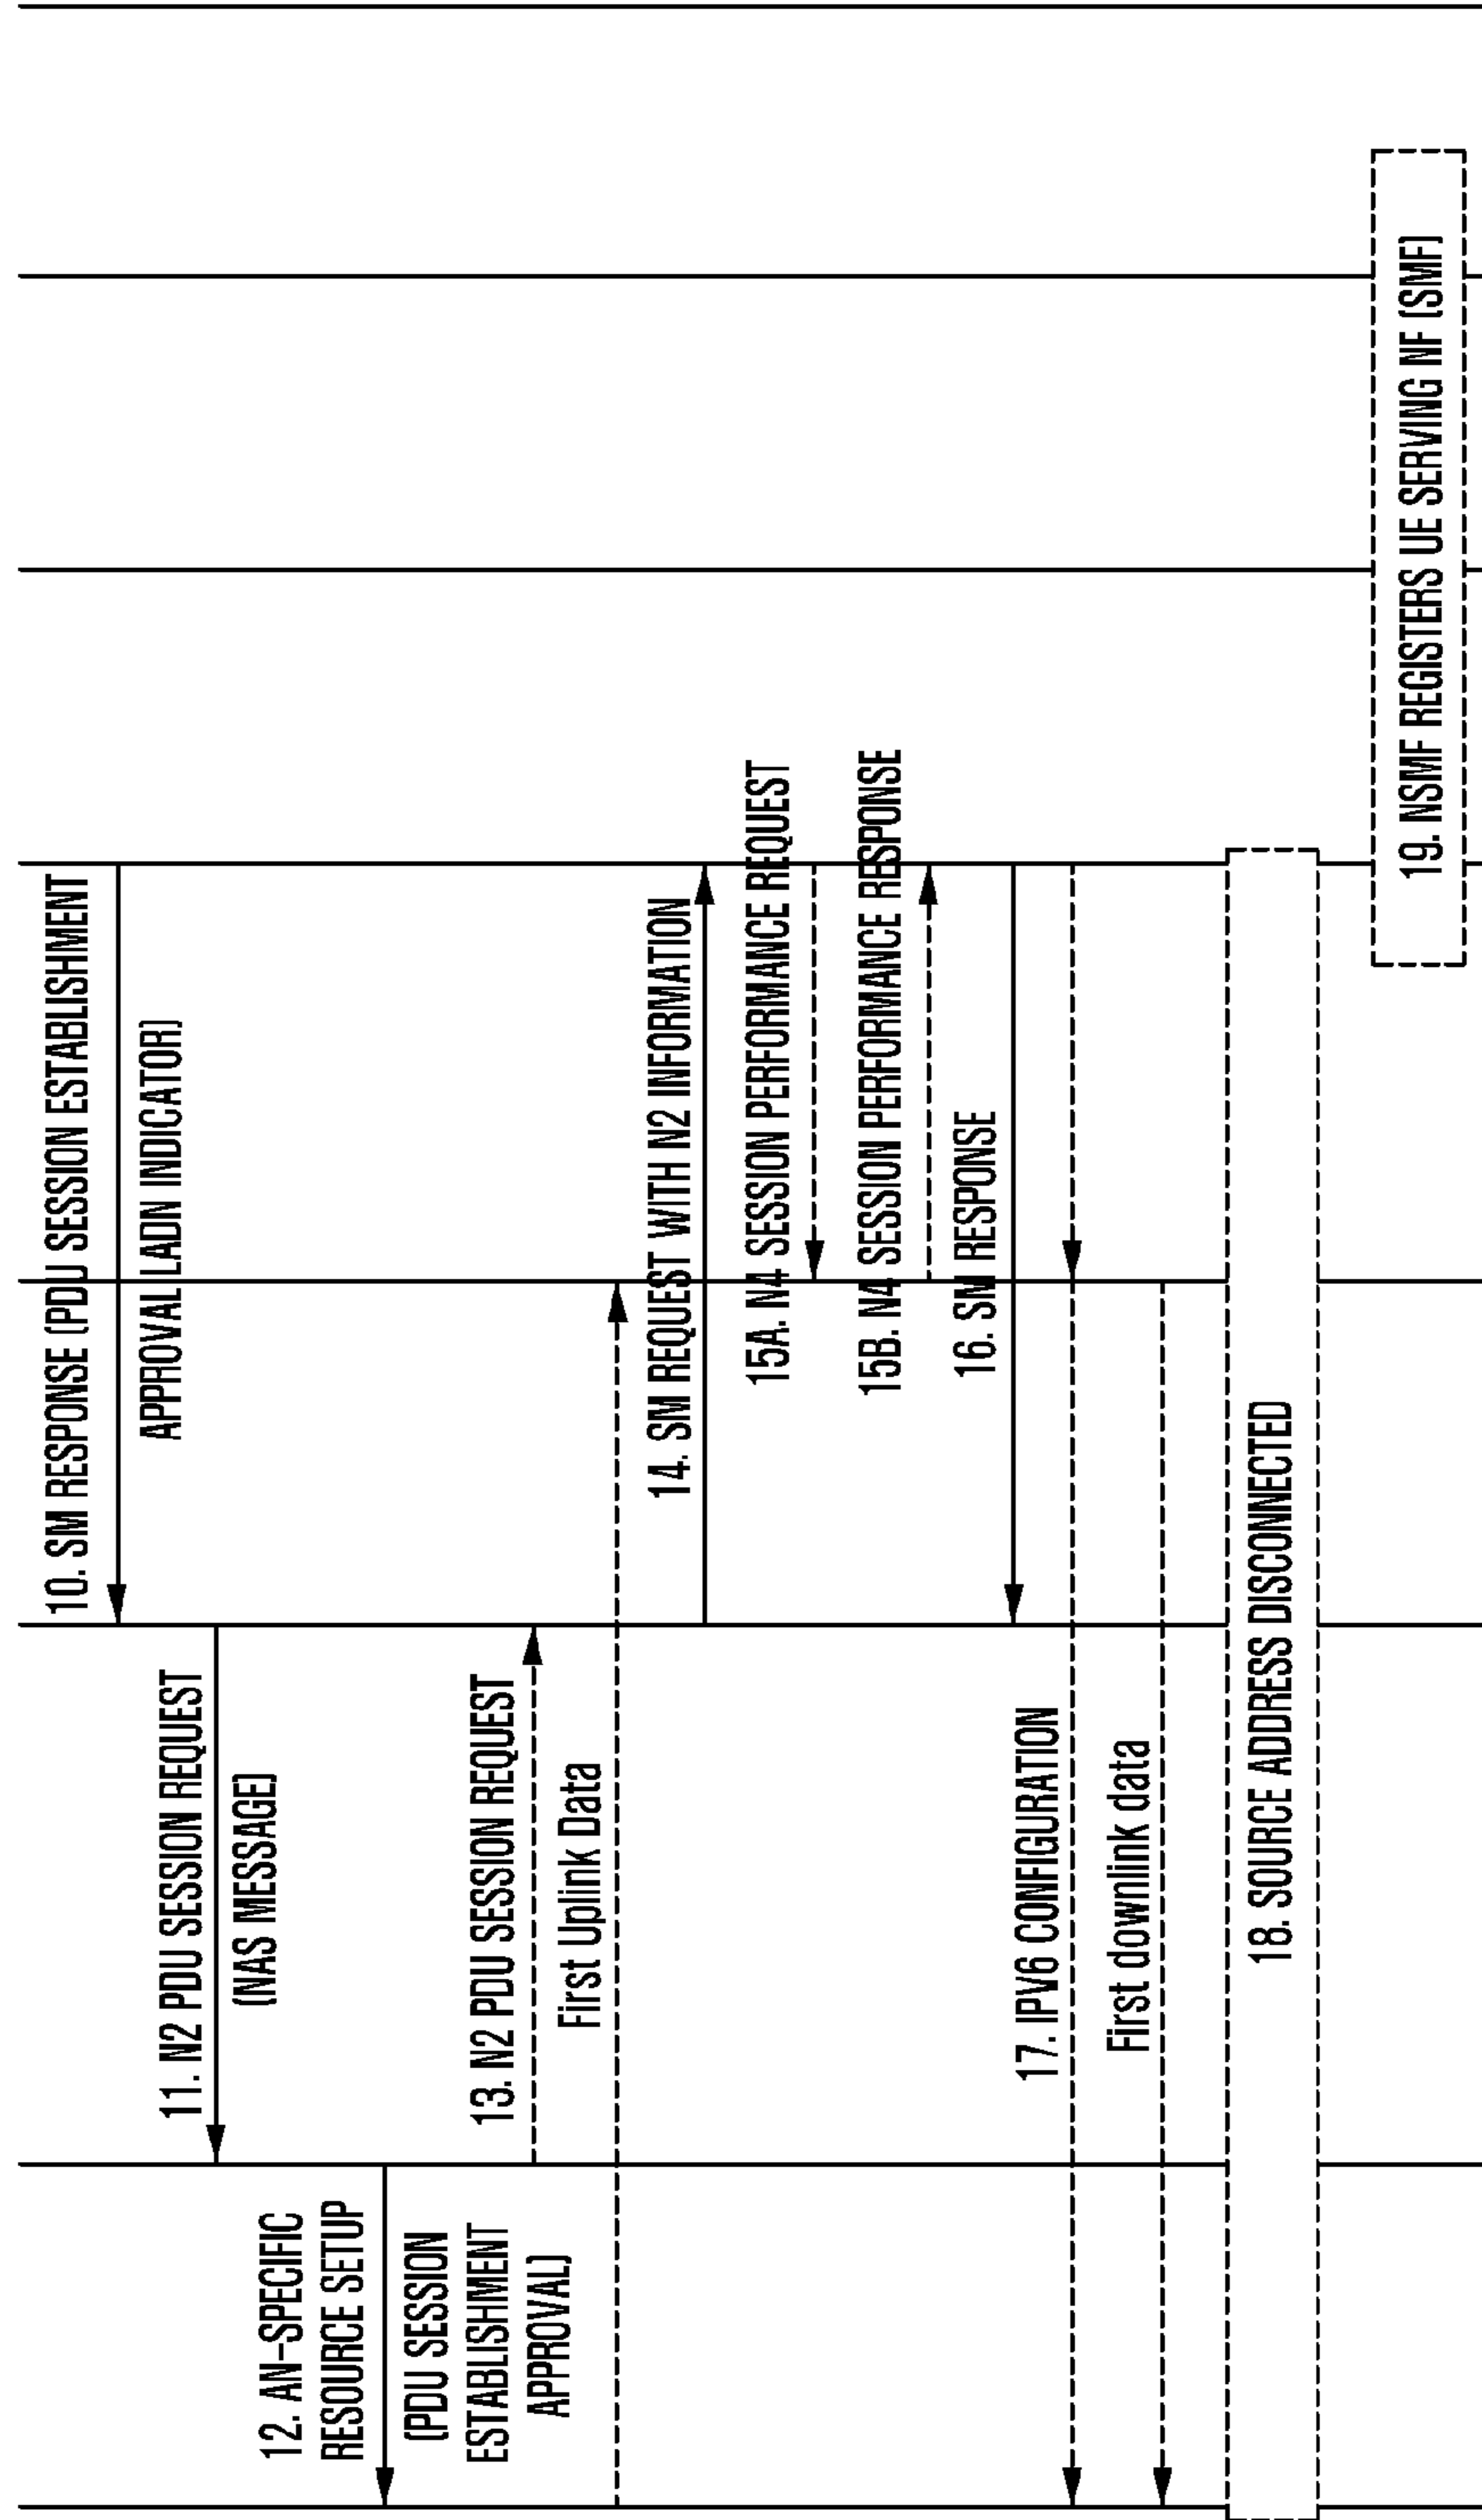 10. SM RESPONSE (PDU SESSION ESTABLISHMENT
APPROVAL LADN INDICATOR)
11. N2 PDU SESSION REQUEST
(NAS MESSAGE)
12. AN-SPECIFIC
RESOURCE SETUP
(PDU SESSION
ESTABLISHMENT
APPROVAL)
13. N2 PDU SESSION REQUEST
First Uplink Data
14. SM REQUEST WITH N2 INFORMATION
15A. N4 SESSION PERFORMANCE REQUEST
15B. N4 SESSION PERFORMANCE RESPONSE
16. SM RESPONSE
17. IPV6 CONFIGURATION
First downlink data
18. SOURCE ADDRESS DISCONNECTED
19. NSMF REGISTERS UE SERVING NF (SMF)